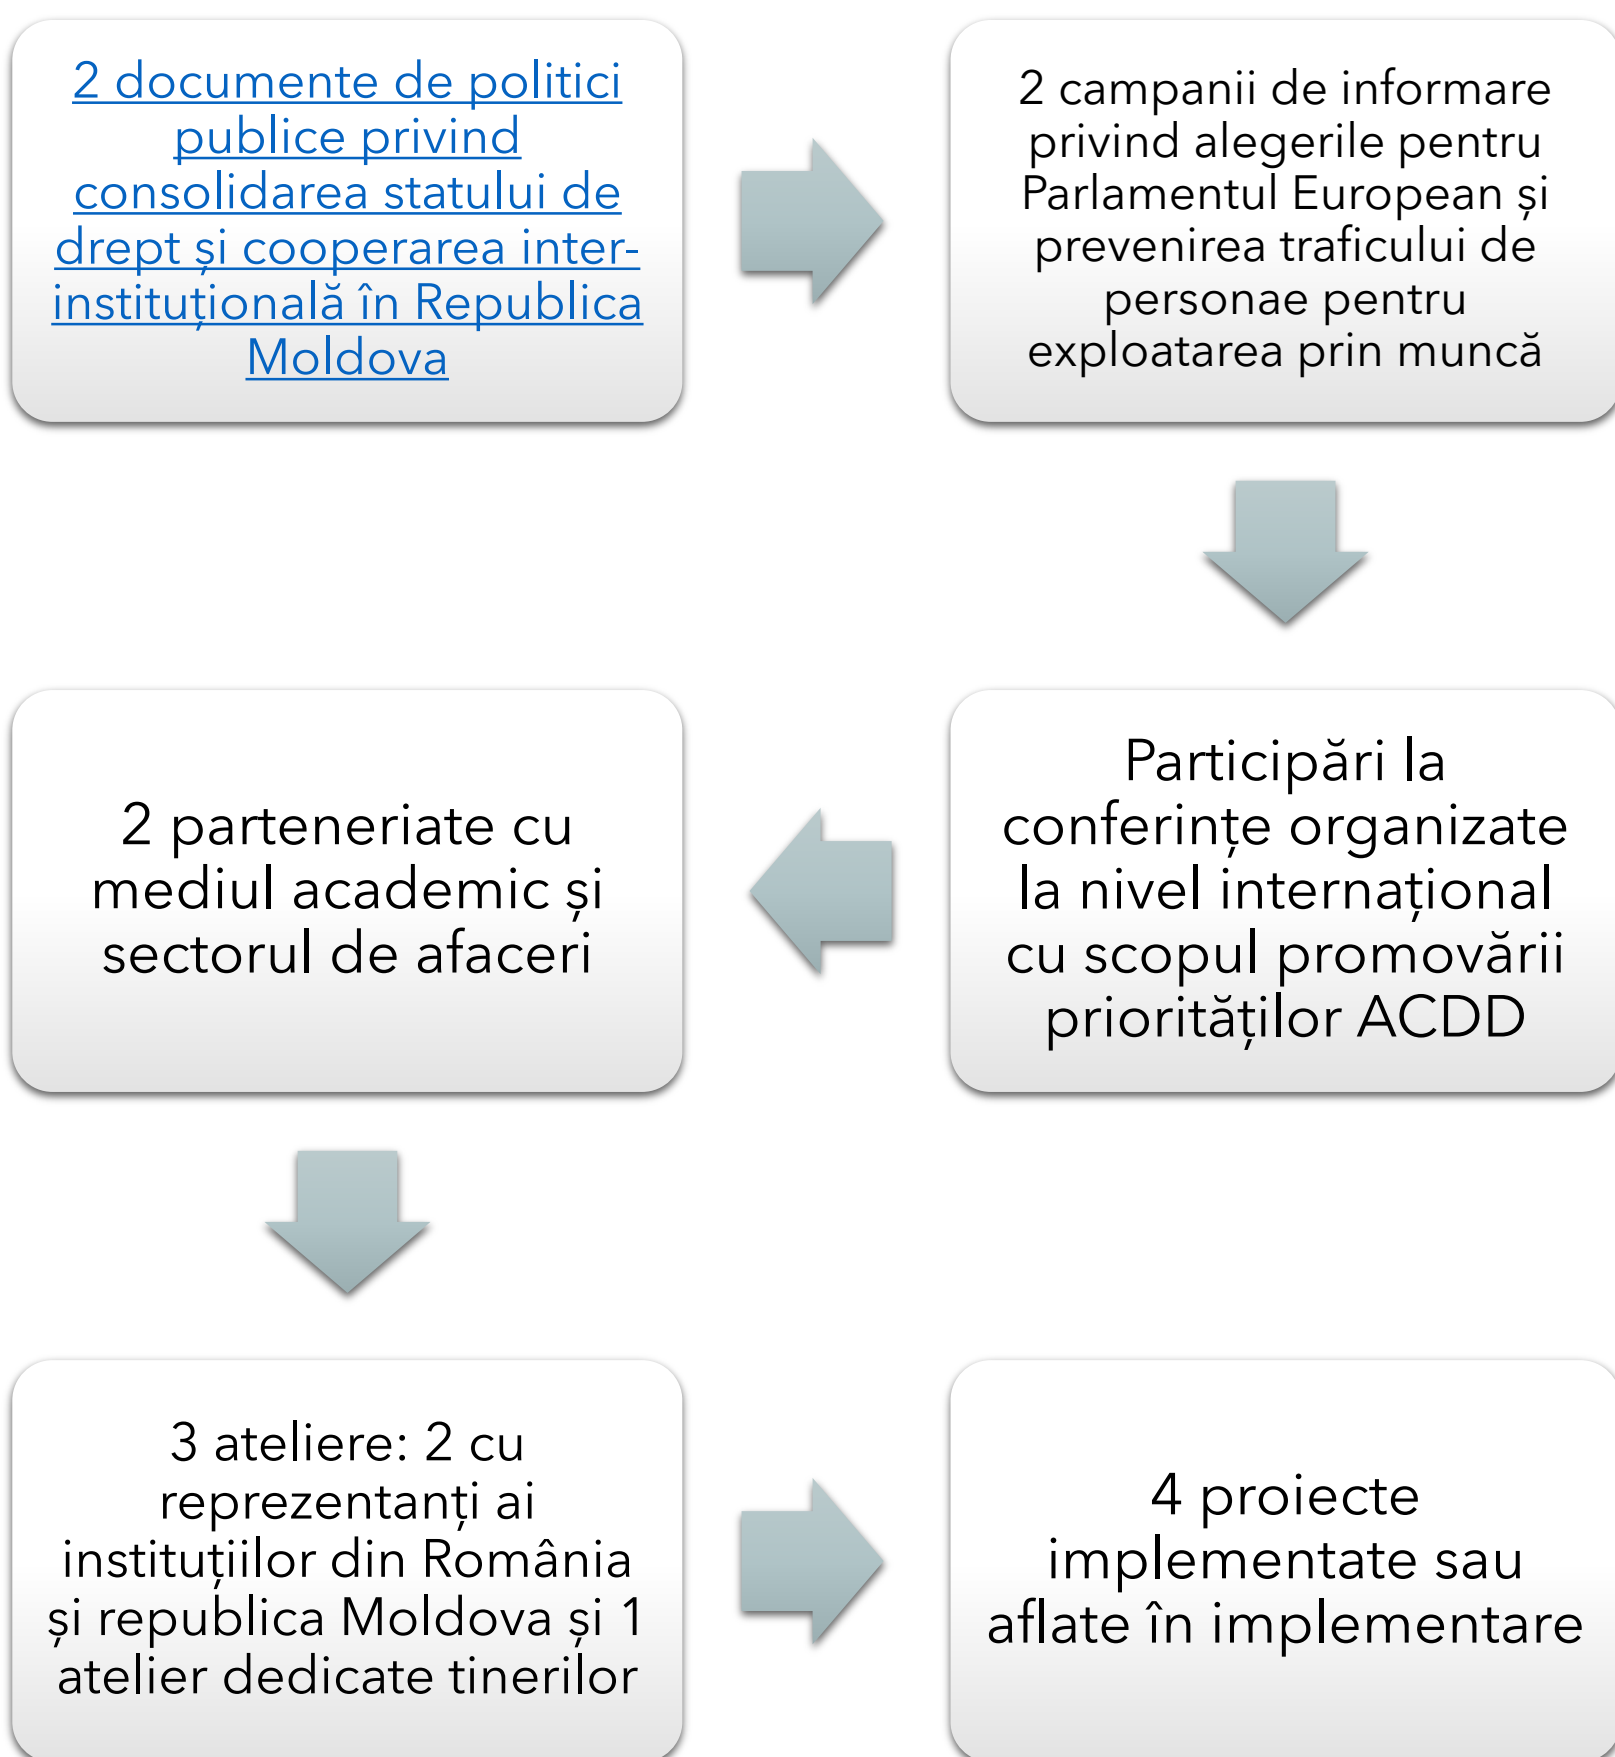 2 documente de politici
publice privind
consolidarea statului de
drept și cooperarea inter-
instituțională în Republica
Moldova
2 campanii de informare
privind alegerile pentru
Parlamentul European și
prevenirea traficului de
personae pentru
exploatarea prin muncă
Participări la
conferințe organizate
la nivel internațional
cu scopul promovării
priorităților ACDD
2 parteneriate cu
mediul academic și
sectorul de afaceri
3 ateliere: 2 cu
reprezentanți ai
instituțiilor din România
și republica Moldova și 1
atelier dedicate tinerilor
4 proiecte
implementate sau
aflate în implementare